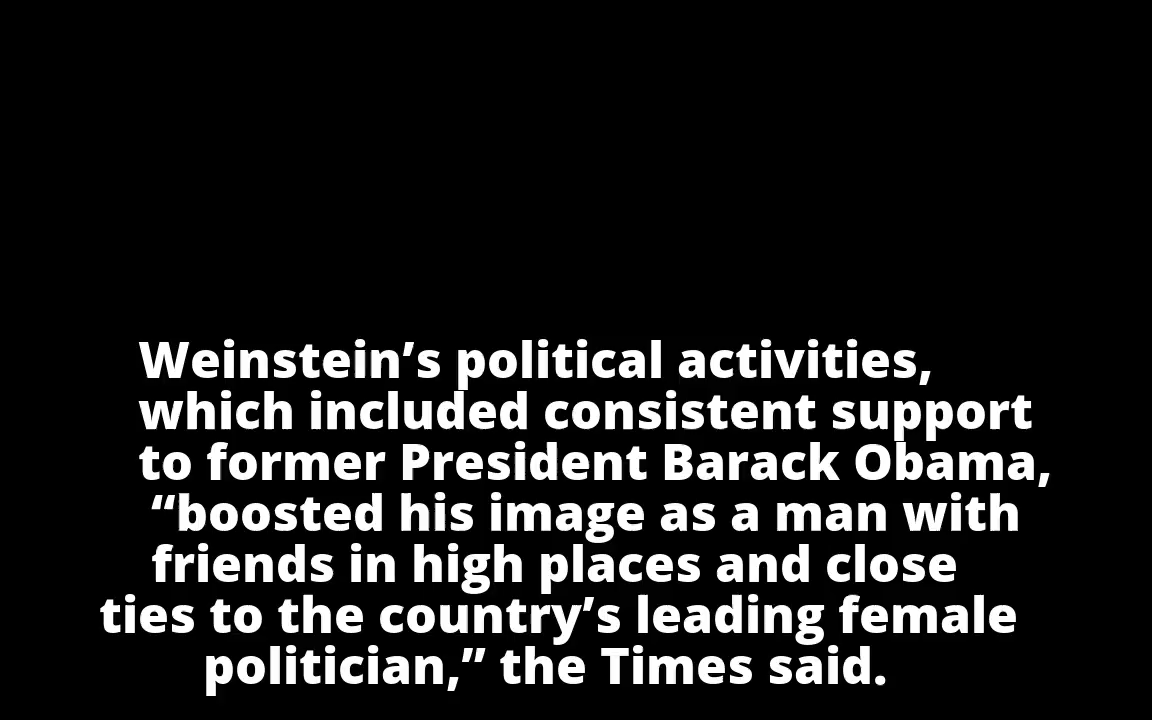 Weinstein’s political activities,
which included consistent support
to former President Barack Obama,
“boosted his image as a man with
friends in high places and close
ties to the country’s leading female
politician,” the Times said.